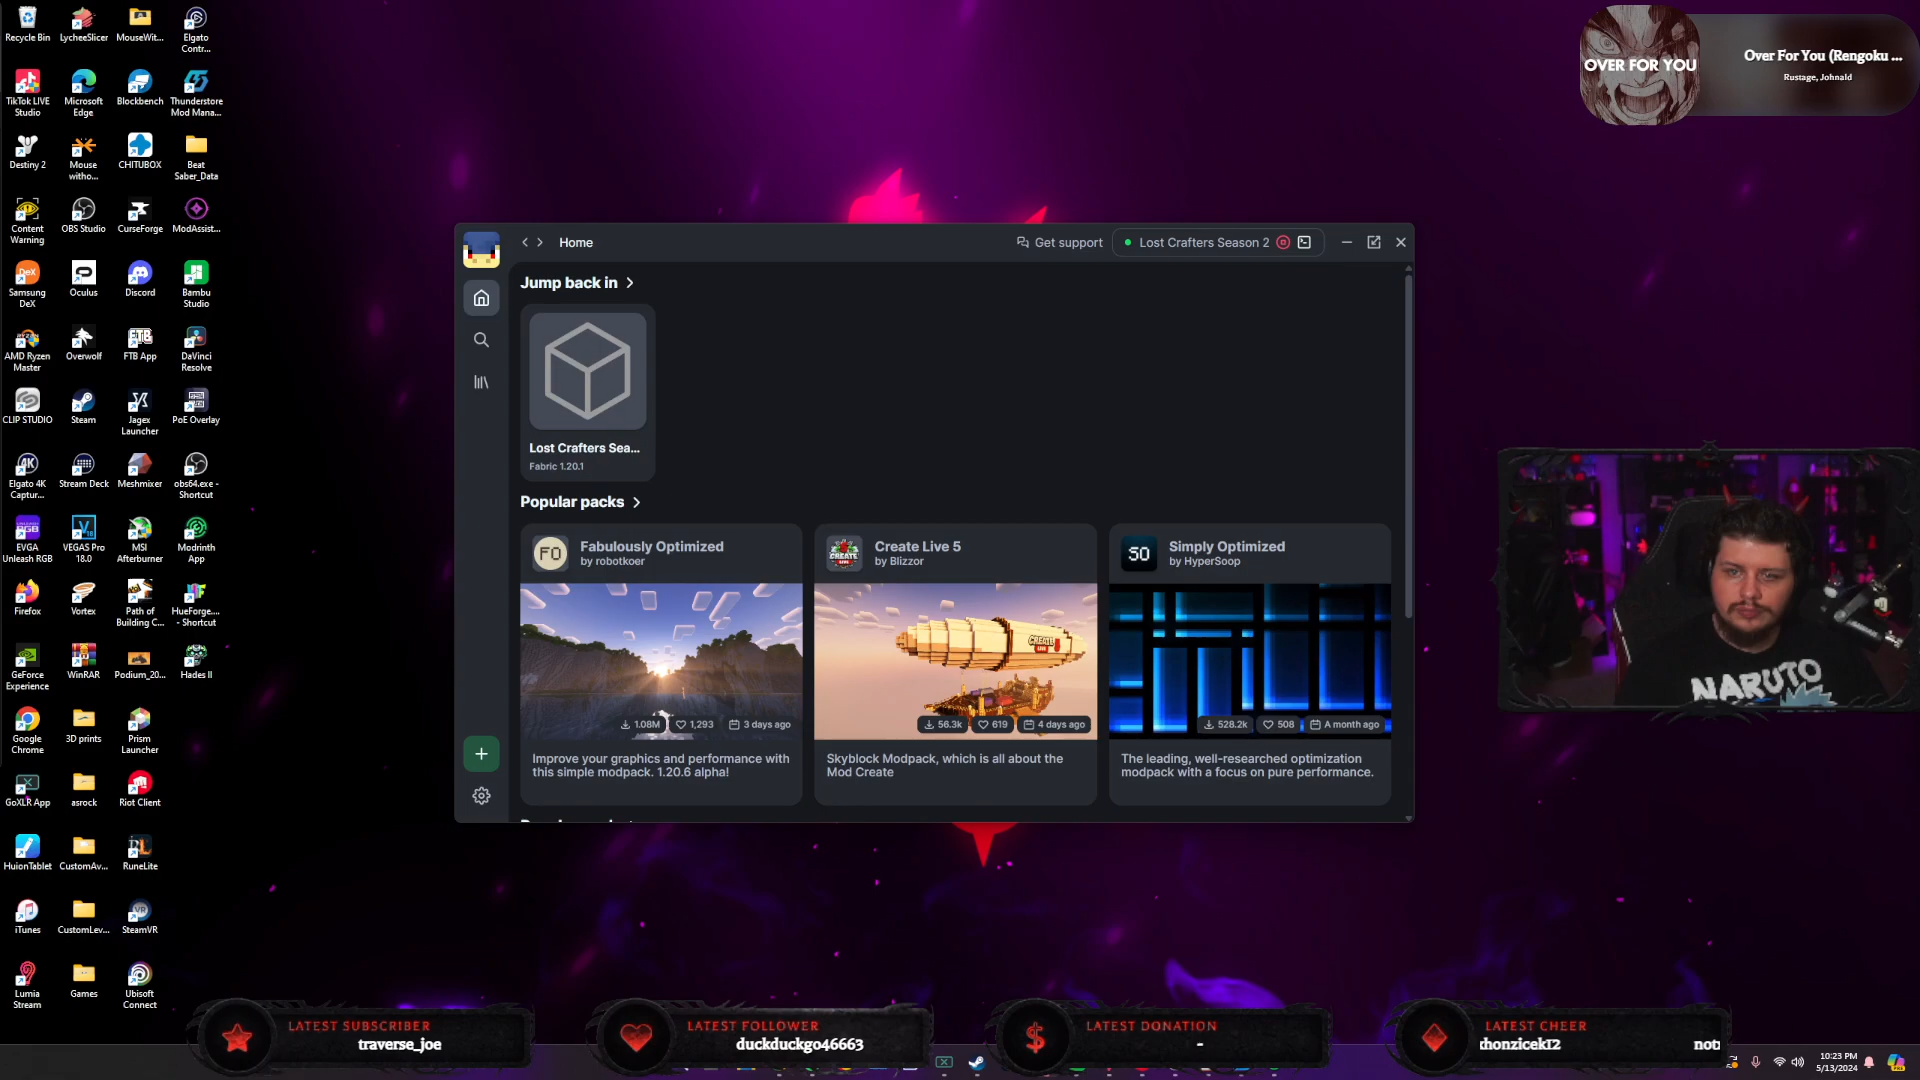 Recycle Bin
LycheeSlicer
MouseWit...
Elgato Contr...
TikTok LIVE Studio
Microsoft Edge
Blockbench
Thunderstore Mod Mana...
Destiny 2
Mouse witho...
CHITUBOX
Beat Saber_Data
Content Warning
OBS Studio
CurseForge
ModAssist...
Samsung DeX
Oculus
Discord
Bambu Studio
AMD Ryzen Master
Overwolf
FTB App
DaVinci Resolve
CLIP STUDIO
Steam
Jagex Launcher
PoE Overlay
Elgato 4K Captur...
Stream Deck
Meshmixer
obs64.exe - Shortcut
EVGA Unleash RGB
VEGAS Pro 18.0
MSI Afterburner
Modrinth App
Firefox
Vortex
Path of Building C...
HueForge.... - Shortcut
GeForce Experience
WinRAR
Podium_20...
Hades II
Google Chrome
3D prints
Prism Launcher
GoXLR App
asrock
Riot Client
HuionTablet
CustomAv...
RuneLite
iTunes
CustomLev...
SteamVR
Lumia Stream
Games
Ubisoft Connect
OVER FOR YOU
Over For You (Rengoku ...
Rustage, Johnald
Home
Get support
Lost Crafters Season 2
Jump back in
Lost Crafters Sea...
Fabric 1.20.1
Popular packs
FO
Fabulously Optimized
by robotkoer
1.08M
1,293
3 days ago
Improve your graphics and performance with
this simple modpack. 1.20.6 alpha!
CREATE LIVE
Create Live 5
by Blizzor
CREATE LIVE
56.3k
619
4 days ago
Skyblock Modpack, which is all about the
Mod Create
SO
Simply Optimized
by HyperSoop
528.2k
508
A month ago
The leading, well-researched optimization
modpack with a focus on pure performance.
NARUTO
LATEST SUBSCRIBER
traverse_joe
LATEST FOLLOWER
duckduckgo46663
LATEST DONATION
-
LATEST CHEER
rhonzicek12
not
10:23 PM
5/13/2024